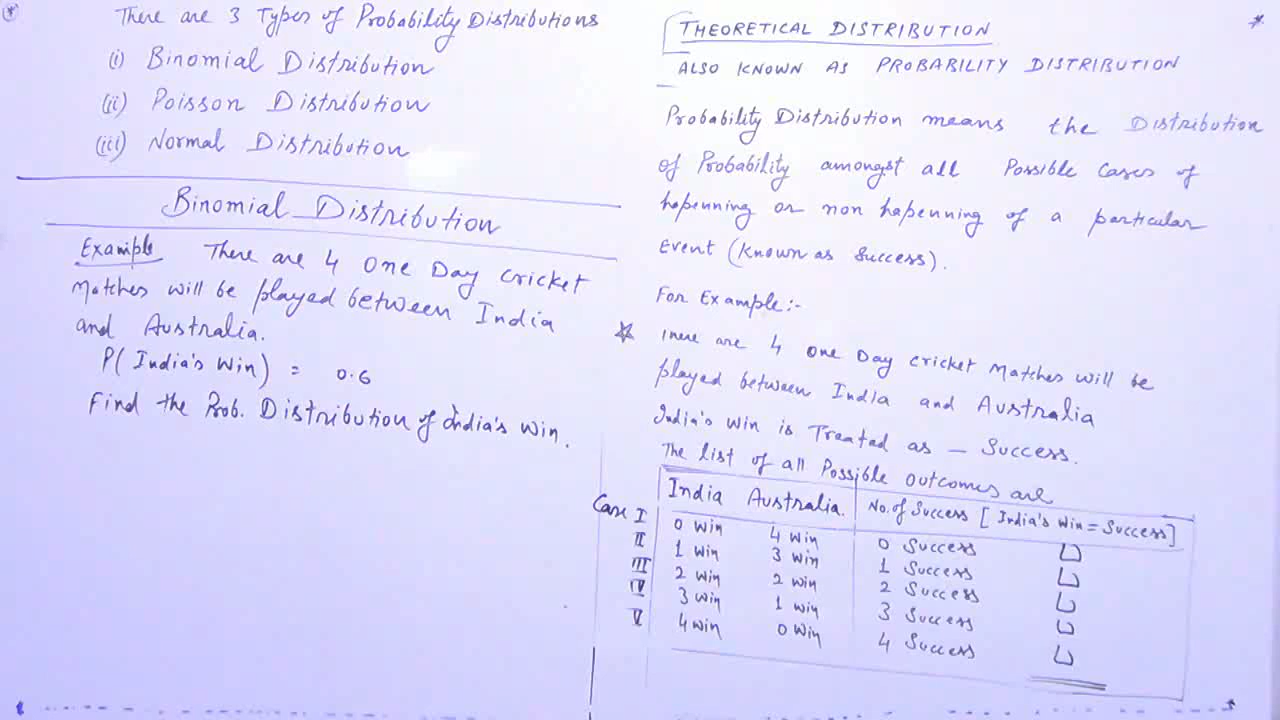 There are 3 Types of Probability Distributions
(i) Binomial Distribution
(ii) Poisson Distribution
(iii) Normal Distribution
Binomial Distribution
Example There are 4 One Day Cricket
Matches will be played between India
and Australia.
P(India's Win) = 0.6
Find the Prob. Distribution of India's Win.
THEORETICAL DISTRIBUTION
ALSO KNOWN AS PROBABILITY DISTRIBUTION
Probability Distribution means the Distribution
of Probability amongst all Possible Cases of
hapenning or non hapenning of a particular
Event (Known as Success).
For Example:-
There are 4 One Day Cricket Matches will be
played between India and Australia
India's Win is Treated as - Success.
The list of all Possible outcomes are
India Australia. No. of Success [India's Win = Success]
Case I 0 Win 4 Win 0 Success
II 1 Win 3 Win 1 Success
III 2 Win 2 Win 2 Success
IV 3 Win 1 Win 3 Success
V 4 Win 0 Win 4 Success